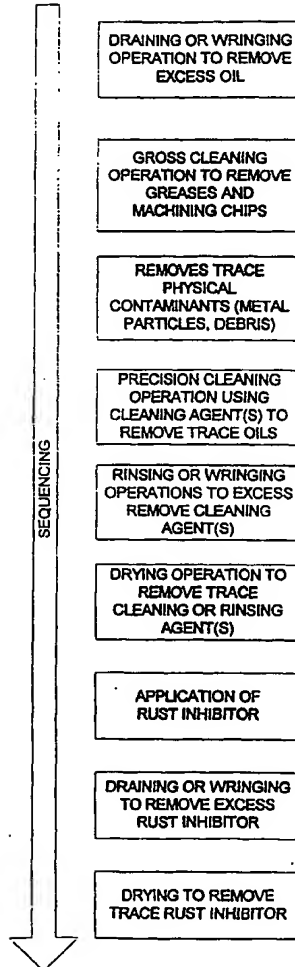 DRAINING OR WRINGING
OPERATION TO REMOVE
EXCESS OIL
GROSS CLEANING
OPERATION TO REMOVE
GREASES AND
MACHINING CHIPS
REMOVES TRACE
PHYSICAL
CONTAMINANTS (METAL
PARTICLES, DEBRIS)
PRECISION CLEANING
OPERATION USING
CLEANING AGENT(S) TO
REMOVE TRACE OILS
SEQUENCING
RINSING OR WRINGING
OPERATIONS TO EXCESS
REMOVE CLEANING
AGENT(S)
DRYING OPERATION TO
REMOVE TRACE
CLEANING OR RINSING
AGENT(S)
APPLICATION OF
RUST INHIBITOR
DRAINING OR WRINGING
TO REMOVE EXCESS
RUST INHIBITOR
DRYING TO REMOVE
TRACE RUST INHIBITOR